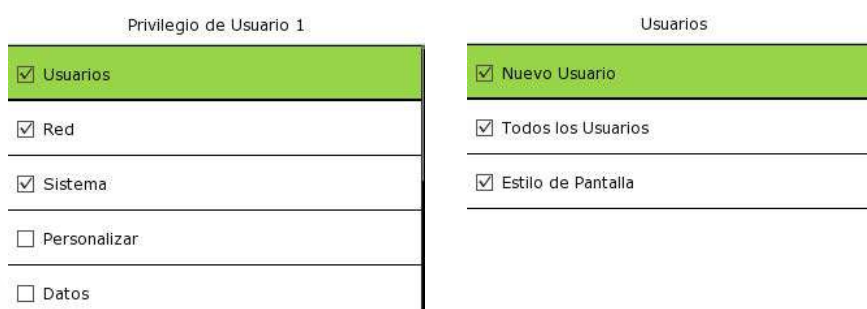 Privilegio de Usuario 1
Usuarios
Red
Sistema
Personalizar
Datos
Usuarios
Nuevo Usuario
Todos los Usuarios
Estilo de Pantalla